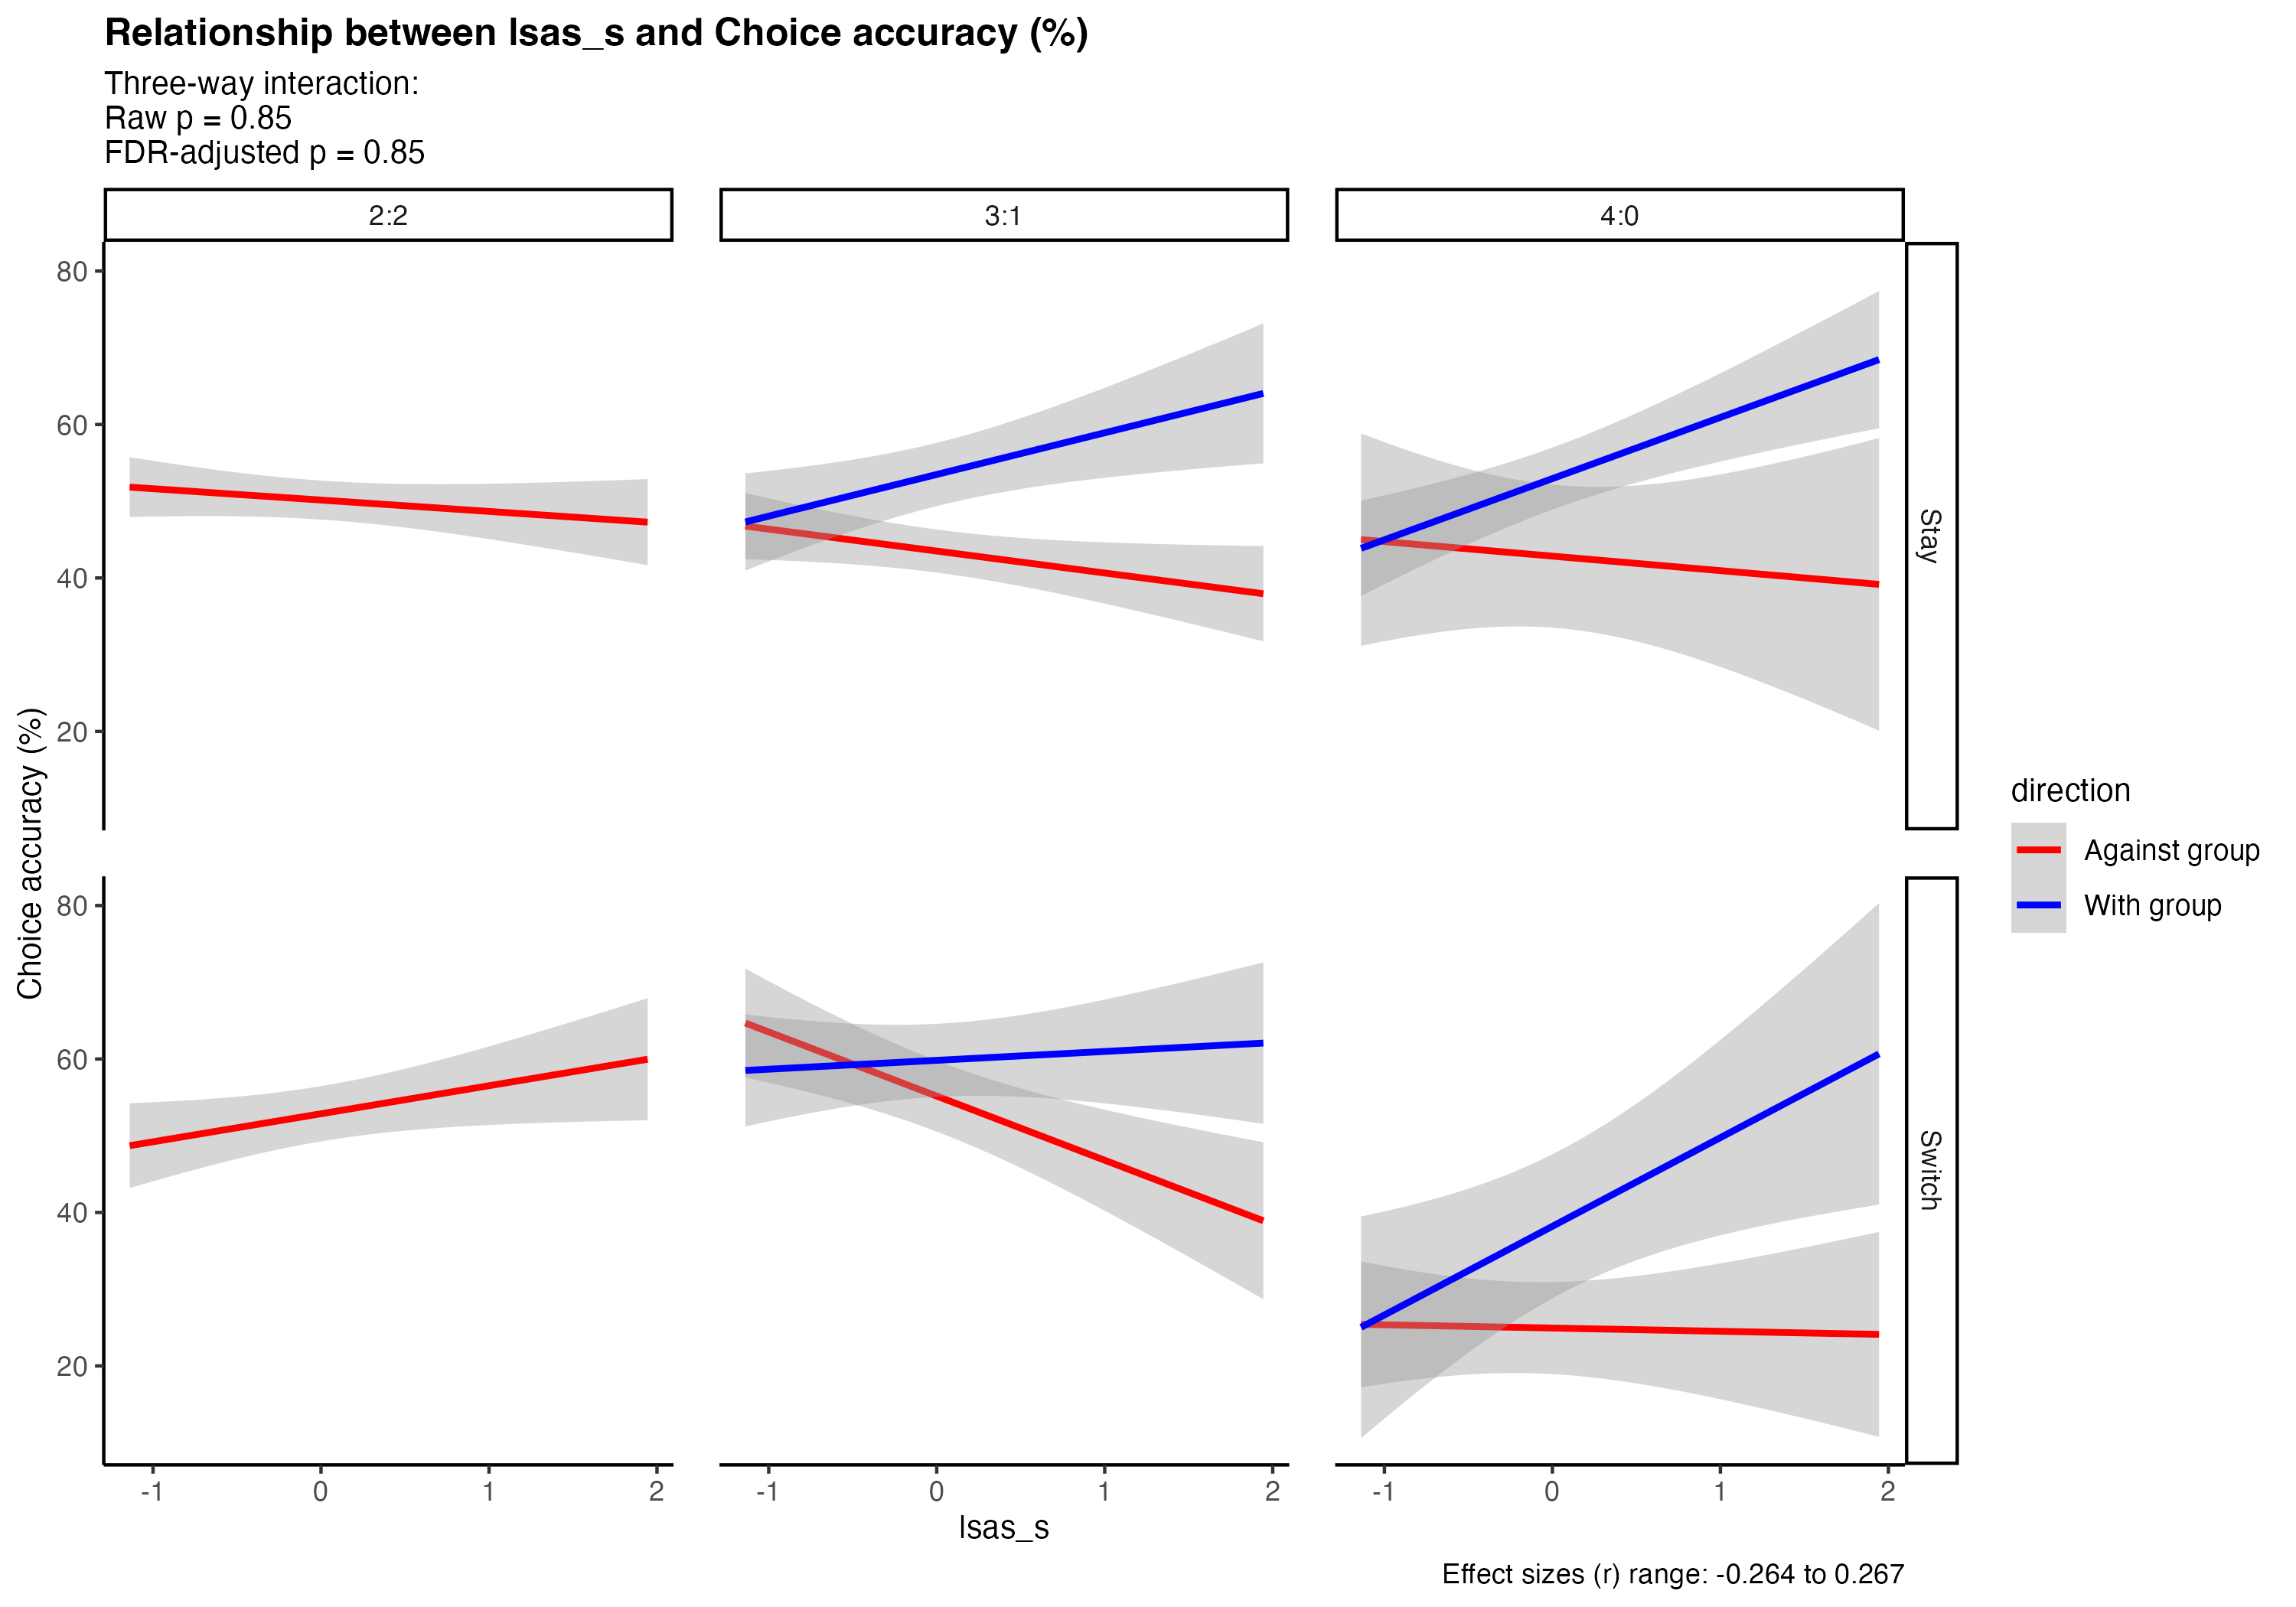 Relationship between lsas_s and Choice accuracy (%)
Three-way interaction:
Raw p = 0.85
FDR-adjusted p = 0.85
2:2
3:1
4:0
80
60
40
20
Stay
80
60
40
20
Switch
Choice accuracy (%)
-1
0
1
2
-1
0
1
2
-1
0
1
2
lsas_s
direction
Against group
With group
Effect sizes (r) range: -0.264 to 0.267